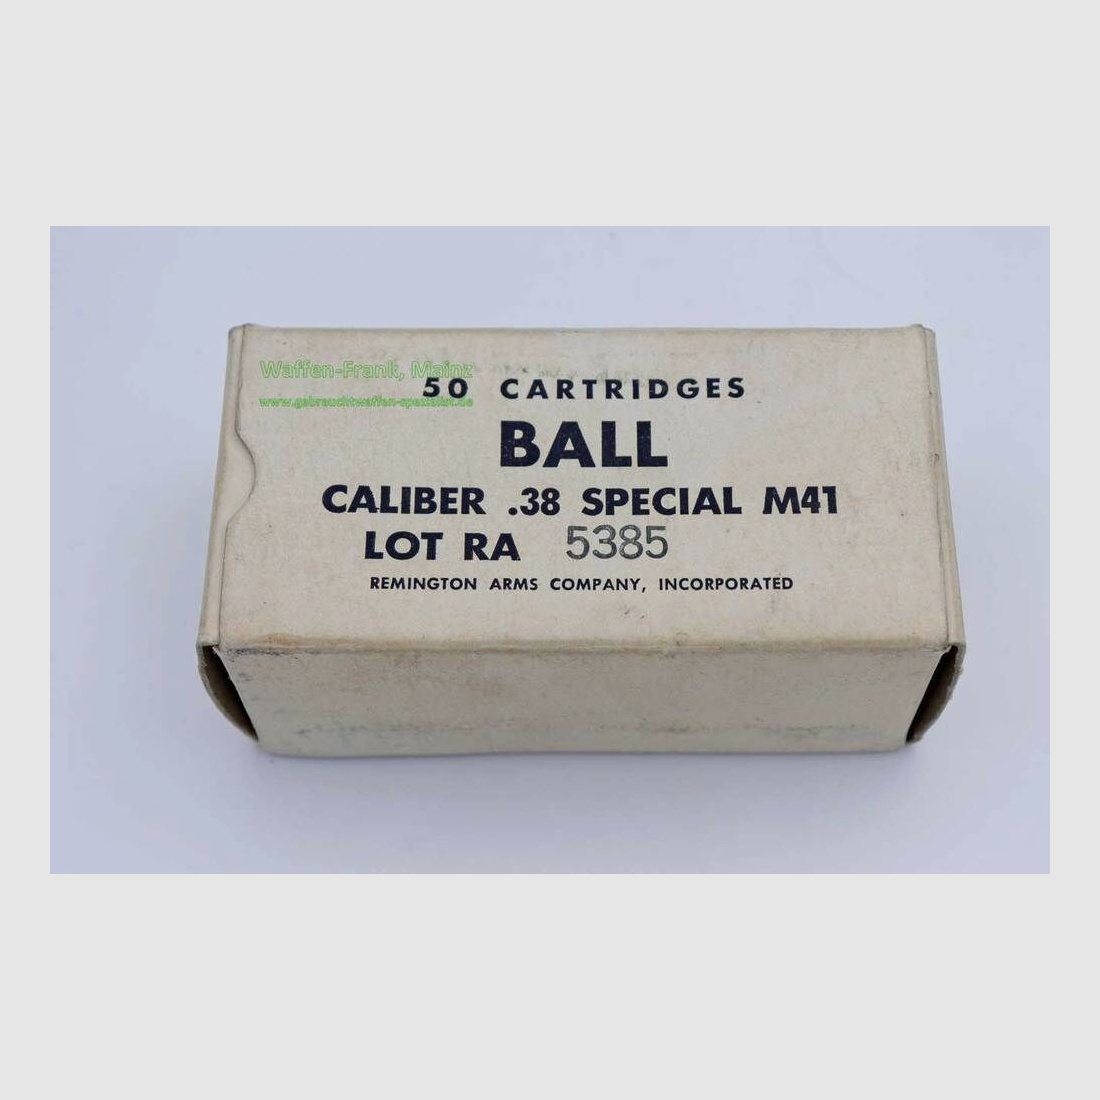 Waffen-Frank, Mainz
50 CARTRIDGES
www.gebrauchtwaffen-spezialist.de
BALL
CALIBER .38 SPECIAL M41
LOT RA 5385
REMINGTON ARMS COMPANY, INCORPORATED